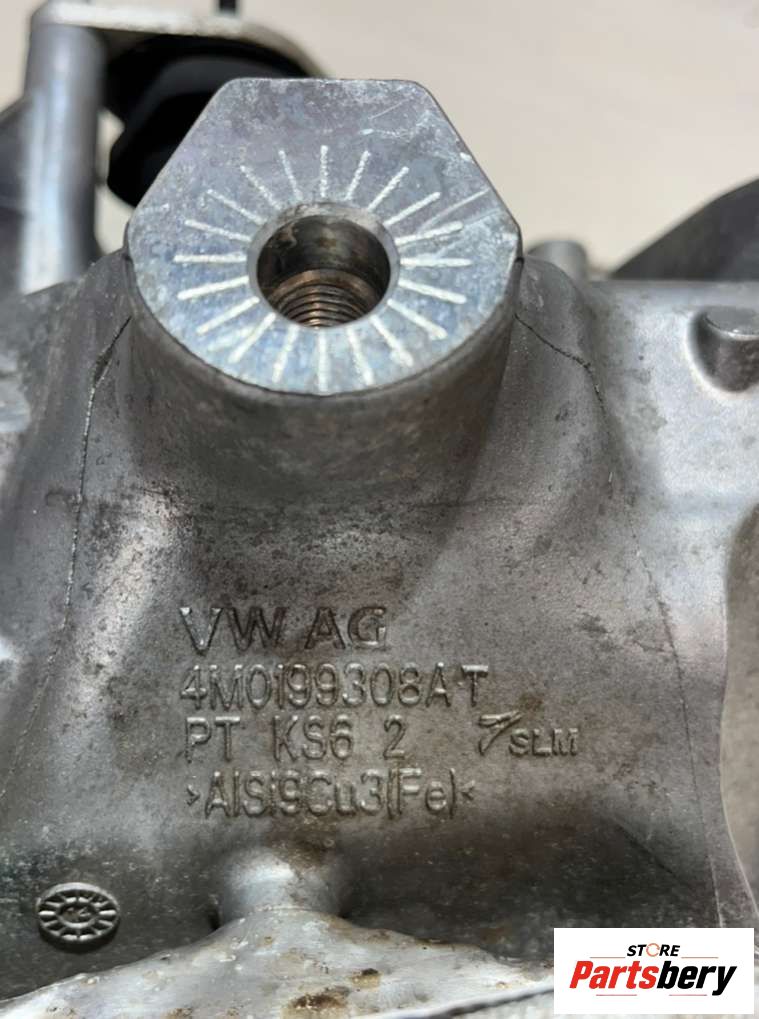 VW AG
4M0199308AT
PT KS6 2 SLM
>AlSi9Cu3(Fe)<
STORE
Partsbery